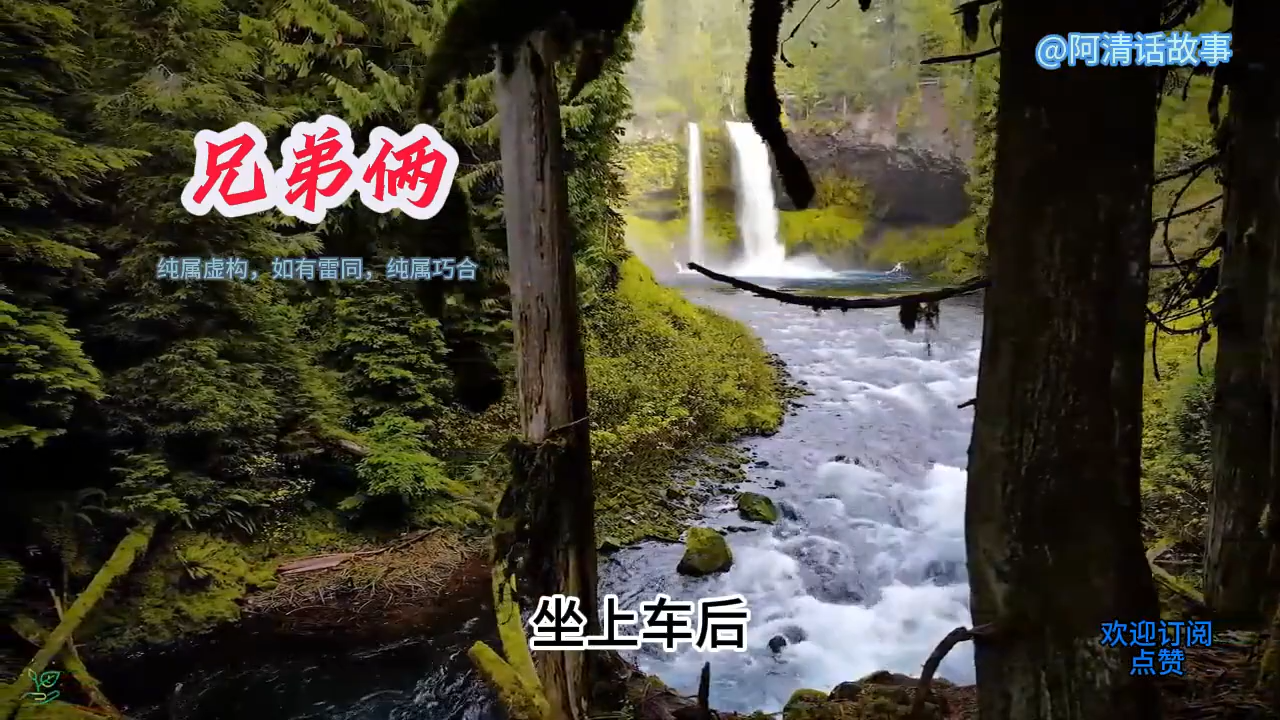 @阿清话故事
兄弟俩
纯属虚构，如有雷同，纯属巧合
坐上车后
欢迎订阅
点赞